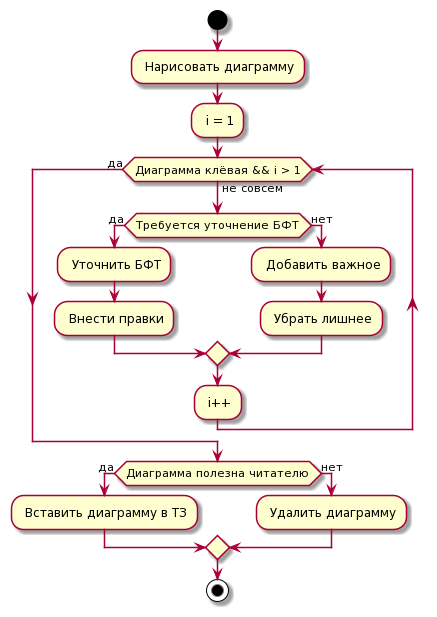 Нарисовать диаграмму
i = 1
да
Диаграмма клёвая && i > 1
не совсем
да
Требуется уточнение БФТ
нет
Уточнить БФТ
Добавить важное
Внести правки
Убрать лишнее
i++
да
Диаграмма полезна читателю
нет
Вставить диаграмму в ТЗ
Удалить диаграмму